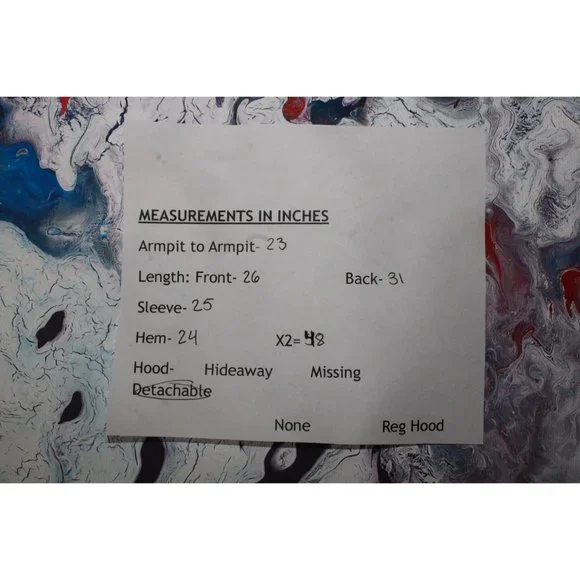 MEASUREMENTS IN INCHES
Armpit to Armpit- 23
Length: Front- 26 Back- 31
Sleeve- 25
Hem- 24 X2= 48
Hood- Hideaway Missing
Detachable
None Reg Hood